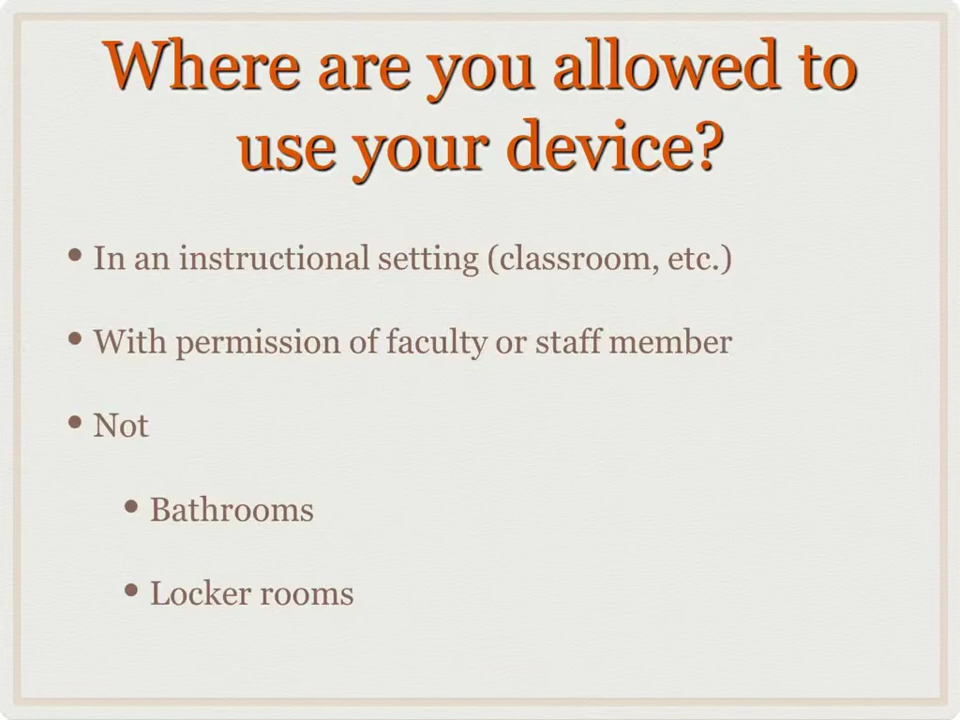 Where are you allowed to
use your device?
• In an instructional setting (classroom, etc.)
• With permission of faculty or staff member
• Not
• Bathrooms
• Locker rooms